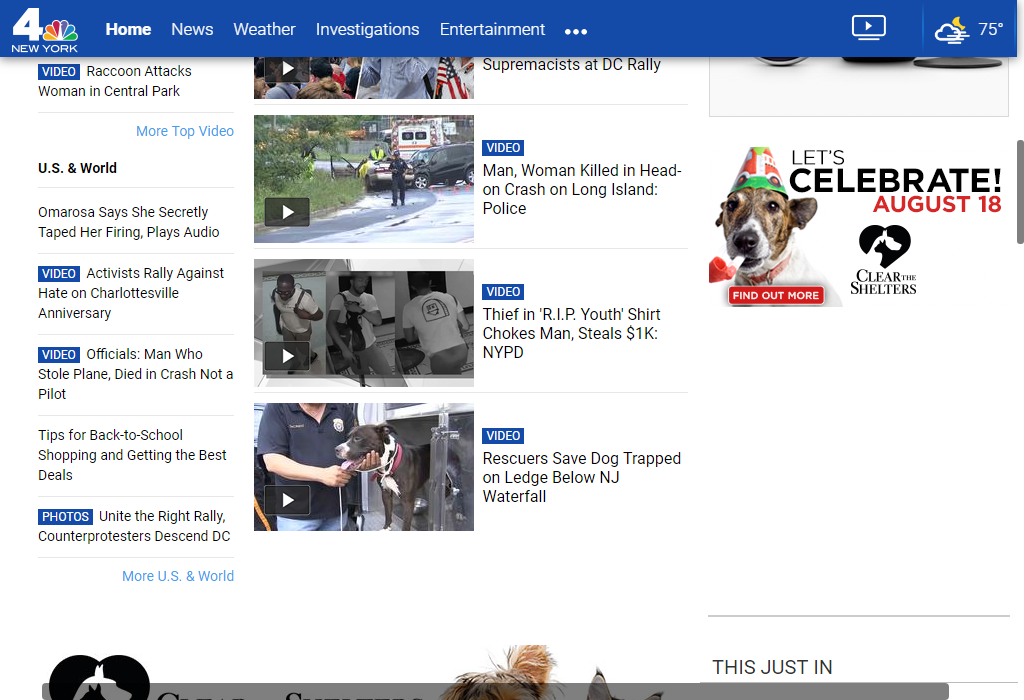 4
NEW YORK
Home
News
Weather
Investigations
Entertainment
75°
VIDEO Raccoon Attacks
Woman in Central Park
More Top Video
U.S. & World
Omarosa Says She Secretly
Taped Her Firing, Plays Audio
VIDEO Activists Rally Against
Hate on Charlottesville
Anniversary
VIDEO Officials: Man Who
Stole Plane, Died in Crash Not a
Pilot
Tips for Back-to-School
Shopping and Getting the Best
Deals
PHOTOS Unite the Right Rally,
Counterprotesters Descend DC
More U.S. & World
Supremacists at DC Rally
VIDEO
Man, Woman Killed in Head-
on Crash on Long Island:
Police
VIDEO
Thief in 'R.I.P. Youth' Shirt
Chokes Man, Steals $1K:
NYPD
VIDEO
Rescuers Save Dog Trapped
on Ledge Below NJ
Waterfall
LET'S
CELEBRATE!
AUGUST 18
CLEAR THE
SHELTERS
FIND OUT MORE
THIS JUST IN